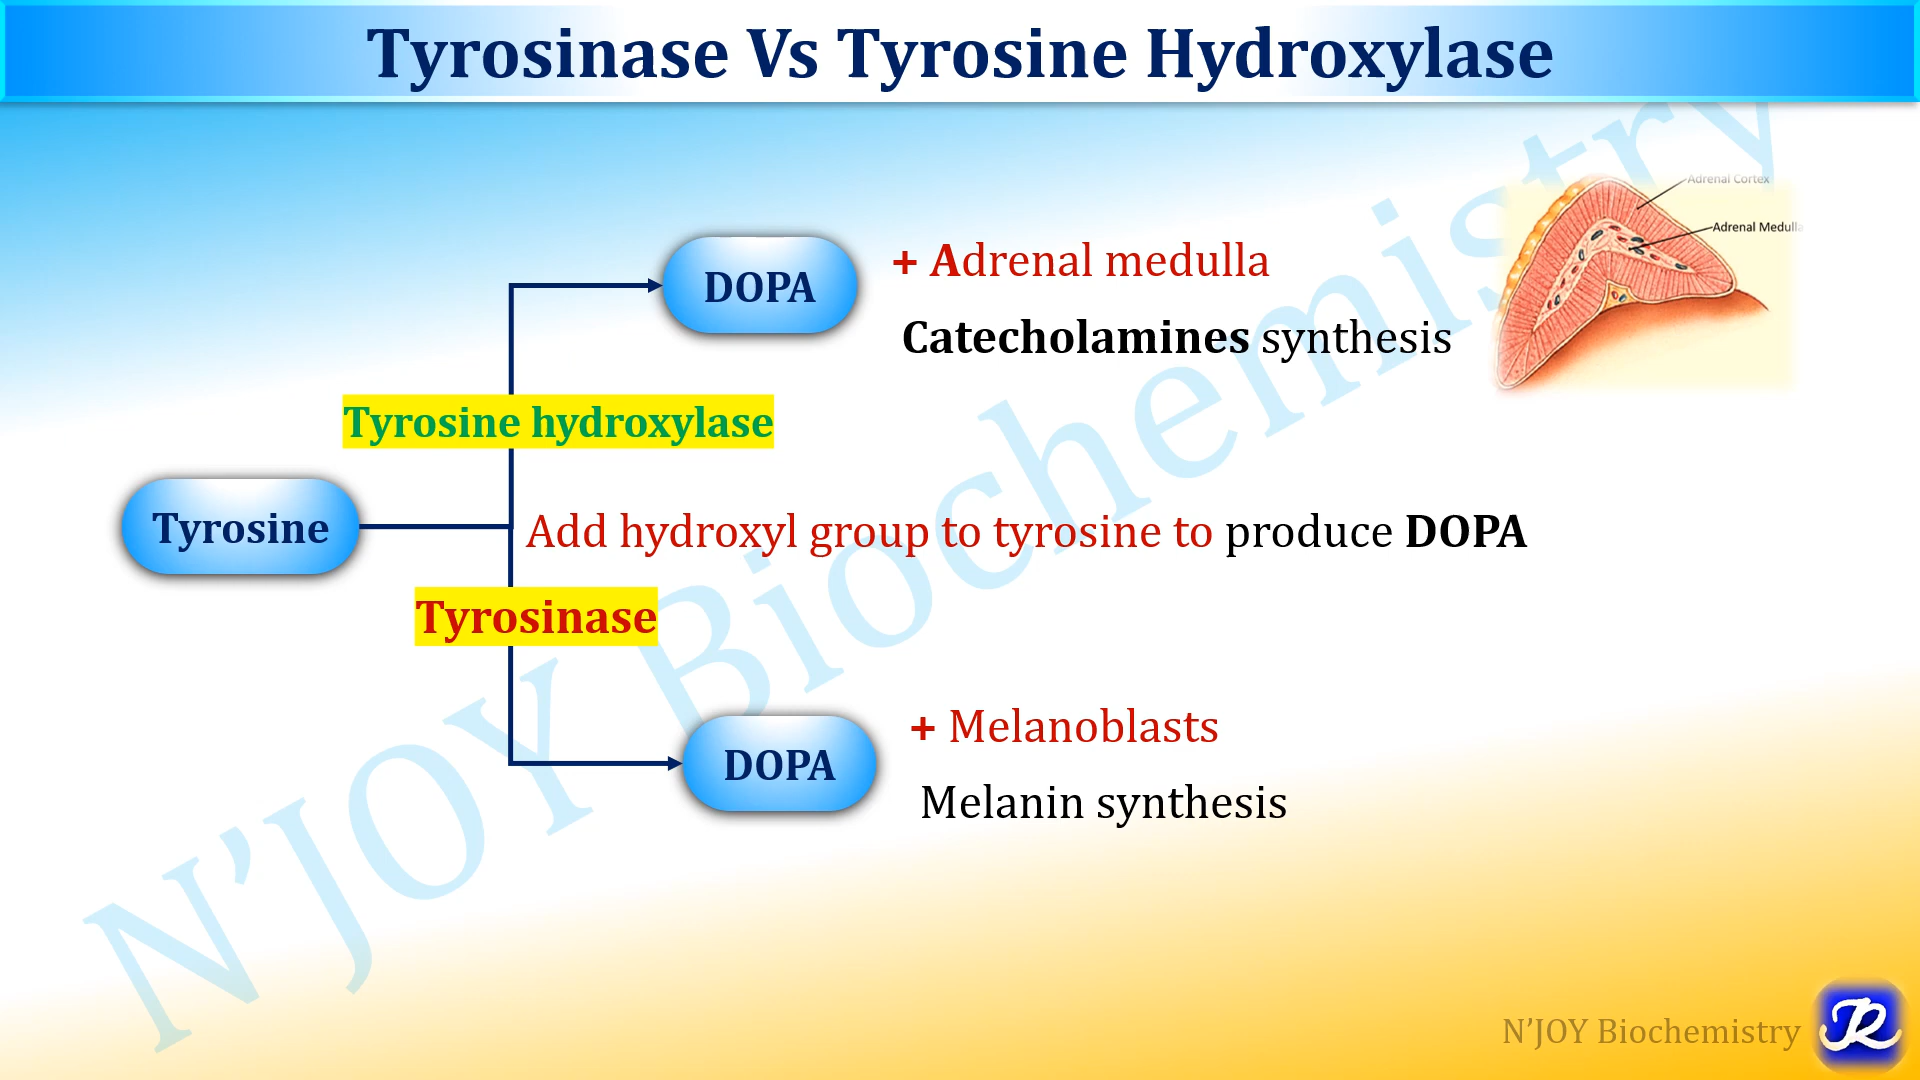 Tyrosinase Vs Tyrosine Hydroxylase
Adrenal Cortex
Adrenal Medulla
DOPA
+ Adrenal medulla
Catecholamines synthesis
Tyrosine hydroxylase
Tyrosine
Add hydroxyl group to tyrosine to produce DOPA
Tyrosinase
DOPA
+ Melanoblasts
Melanin synthesis
N'JOY Biochemistry
N'JOY Biochemistry